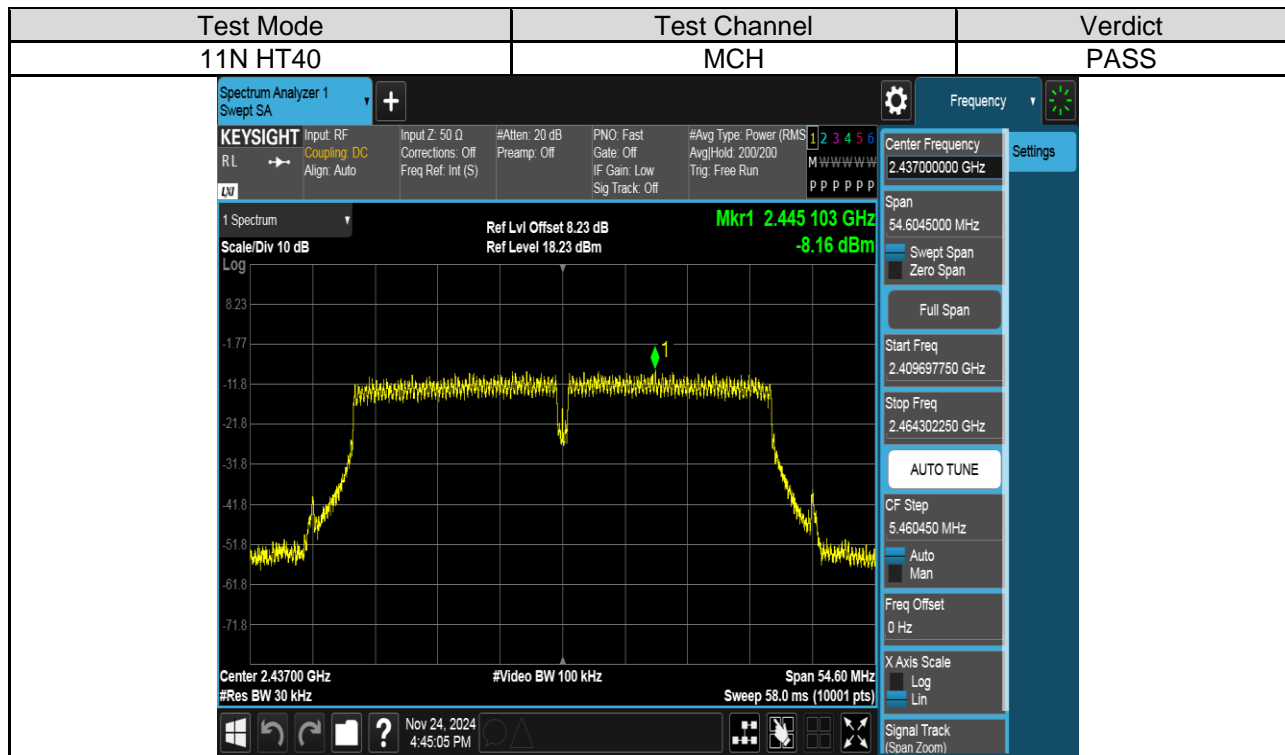 Test Mode Test Channel Verdict
11N HT40 MCH PASS
Spectrum Analyzer 1
Swept SA
+
Frequency
KEYSIGHT Input: RF Input Z: 50 Ω #Atten: 20 dB PNO: Fast #Avg Type: Power (RMS 1 2 3 4 5 6
RL Coupling: DC Corrections: Off Preamp: Off Gate: Off Avg|Hold: 200/200
Align: Auto Freq Ref: Int (S) IF Gain: Low Trig: Free Run M W W W W W
LXI Sig Track: Off P P P P P P
1 Spectrum
Ref Lvl Offset 8.23 dB Mkr1 2.445 103 GHz
Scale/Div 10 dB Ref Level 18.23 dBm -8.16 dBm
Log
8.23
-1.77
1
-11.8
-21.8
-31.8
-41.8
-51.8
-61.8
-71.8
Center 2.43700 GHz #Video BW 100 kHz Span 54.60 MHz
#Res BW 30 kHz Sweep 58.0 ms (10001 pts)
?
Nov 24, 2024
4:45:05 PM
Center Frequency
2.437000000 GHz
Settings
Span
54.6045000 MHz
Swept Span
Zero Span
Full Span
Start Freq
2.409697750 GHz
Stop Freq
2.464302250 GHz
AUTO TUNE
CF Step
5.460450 MHz
Auto
Man
Freq Offset
0 Hz
X Axis Scale
Log
Lin
Signal Track
(Span Zoom)